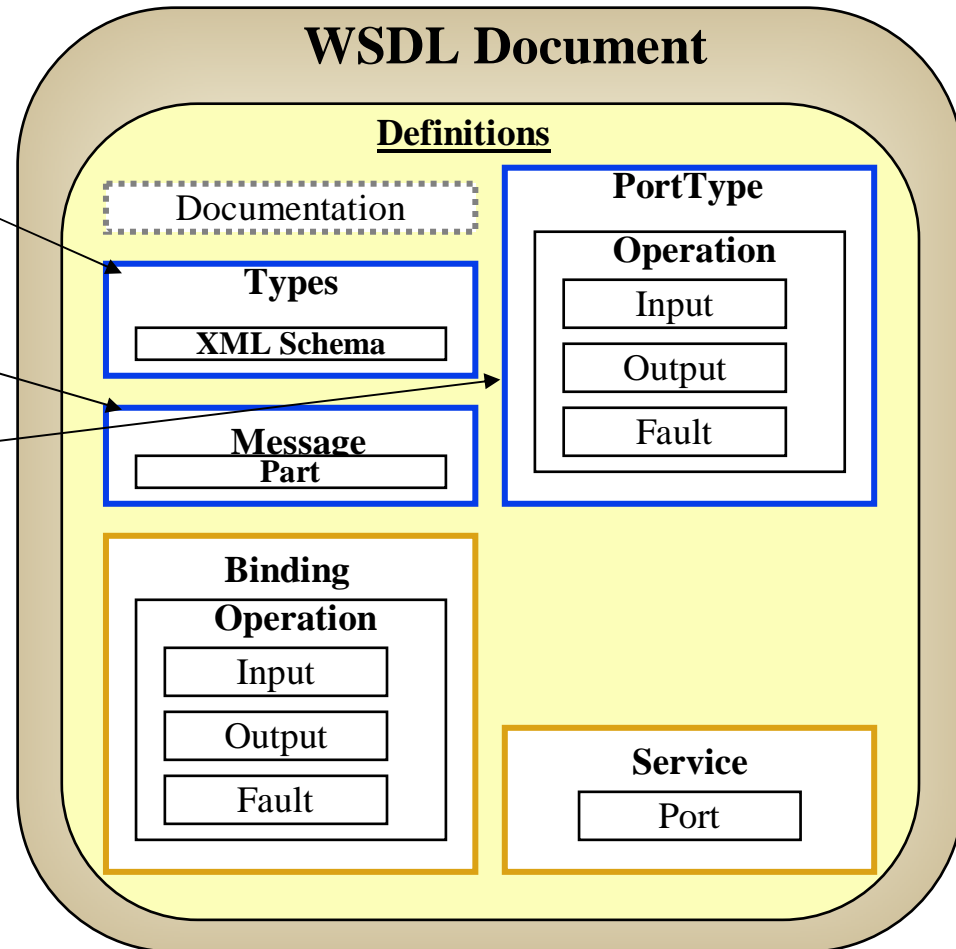 WSDL Document
Definitions
Documentation
Types
XML Schema
Message
Part
PortType
Operation
Input
Output
Fault
Binding
Operation
Input
Output
Fault
Service
Port